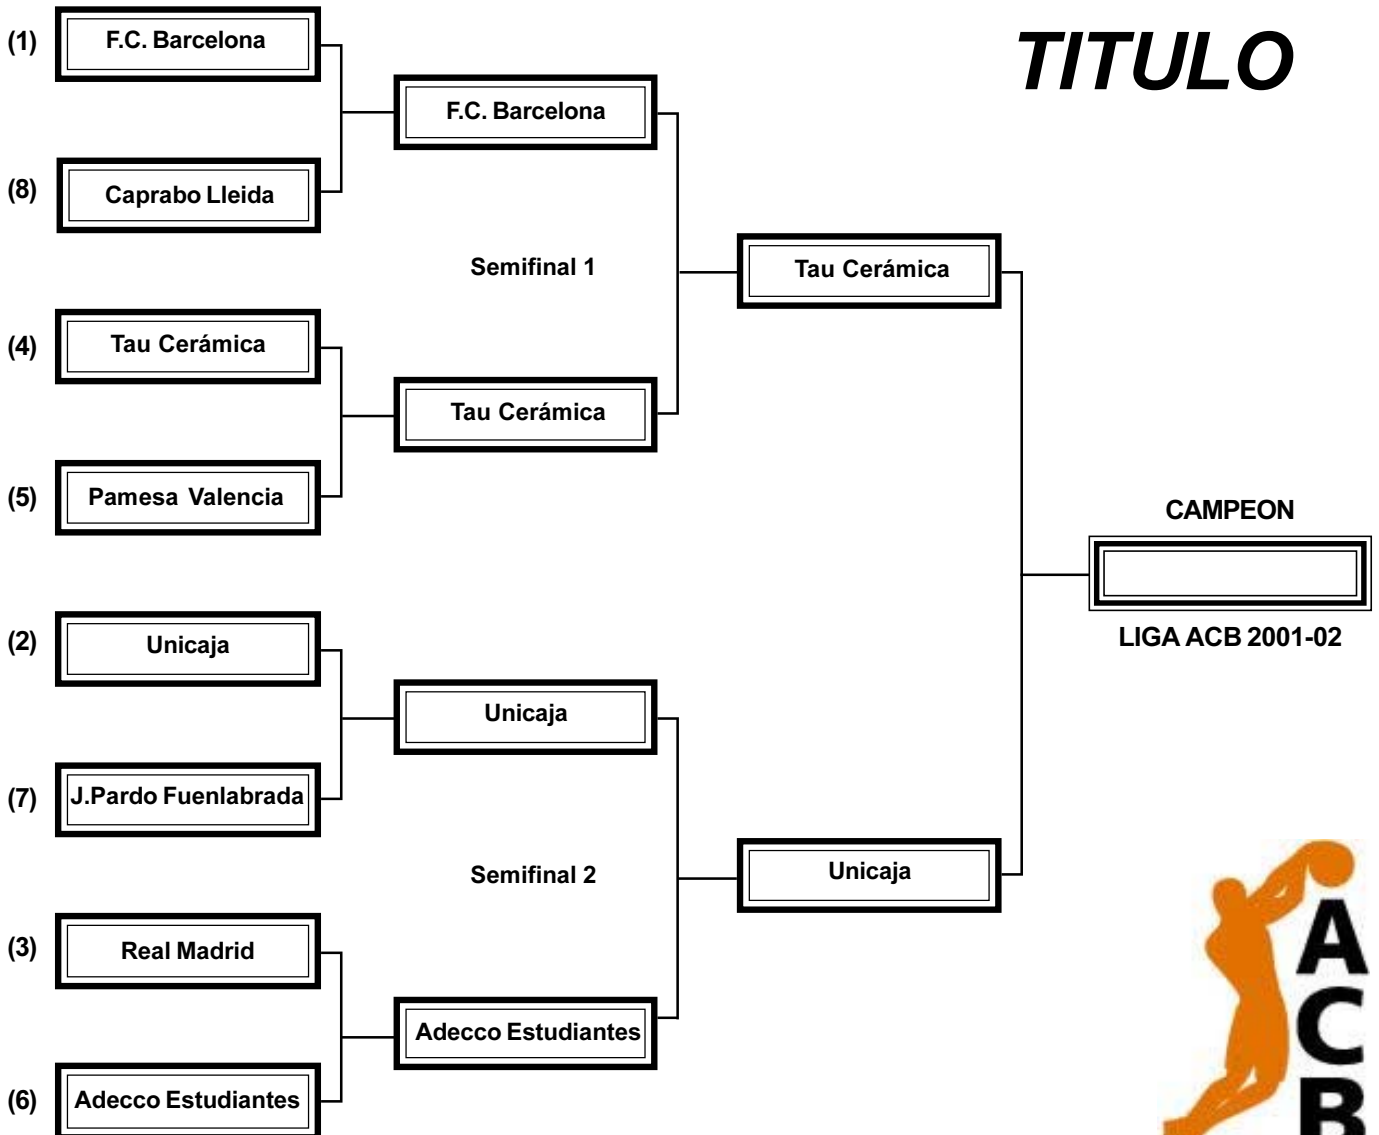 TITULO
(1)
F.C. Barcelona
F.C. Barcelona
(8)
Caprabo Lleida
Semifinal 1
Tau Cerámica
(4)
Tau Cerámica
Tau Cerámica
(5)
Pamesa Valencia
CAMPEON
LIGA ACB 2001-02
(2)
Unicaja
Unicaja
(7)
J.Pardo Fuenlabrada
Semifinal 2
Unicaja
(3)
Real Madrid
Adecco Estudiantes
(6)
Adecco Estudiantes
A
C
B